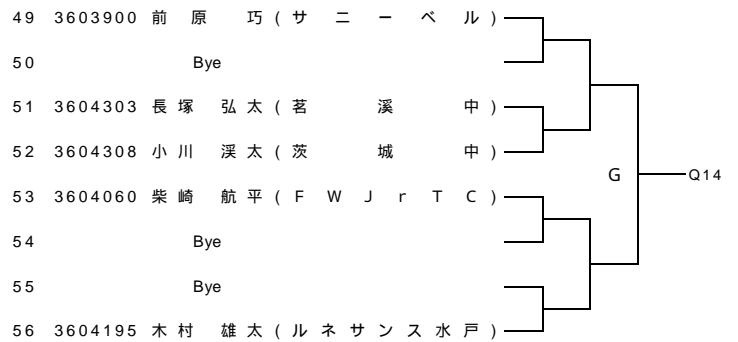 49 3603900 前原 巧(サニーベル)
50 Bye
51 3604303 長塚 弘太(茗溪中)
52 3604308 小川 渓太(茨城中)
G Q14
53 3604060 柴崎 航平(FWJrTC)
54 Bye
55 Bye
56 3604195 木村 雄太(ルネサンス水戸)